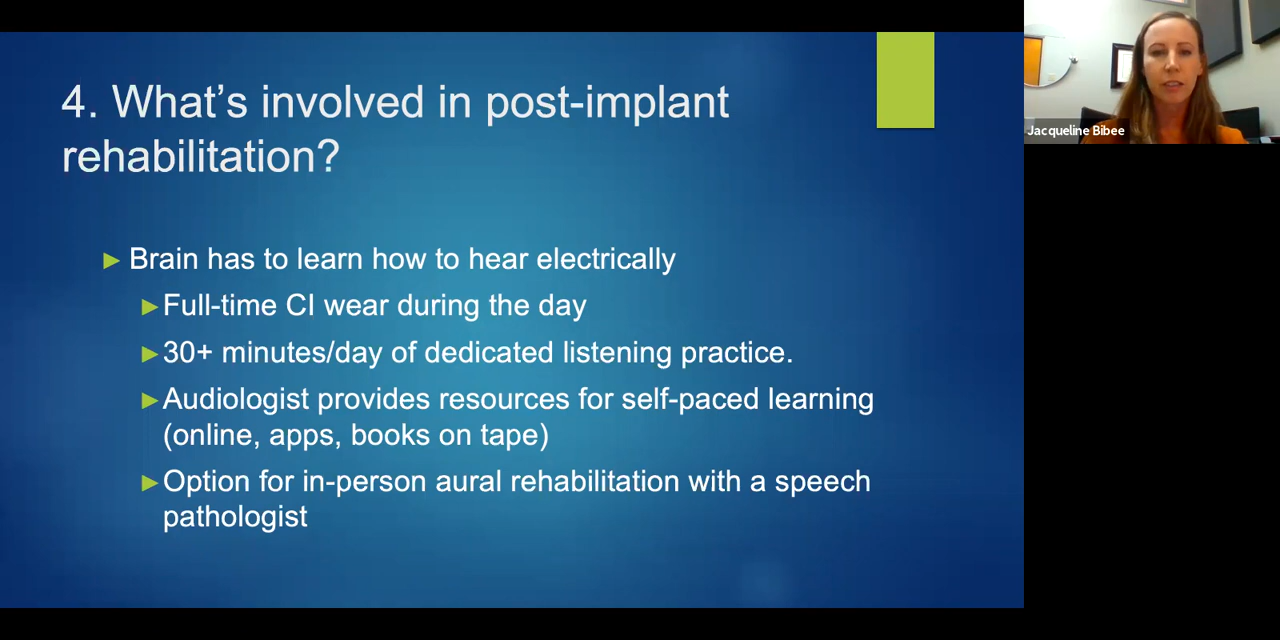 4. What’s involved in post-implant
rehabilitation?
Brain has to learn how to hear electrically
Full-time CI wear during the day
30+ minutes/day of dedicated listening practice.
Audiologist provides resources for self-paced learning
(online, apps, books on tape)
Option for in-person aural rehabilitation with a speech
pathologist
Jacqueline Bibee